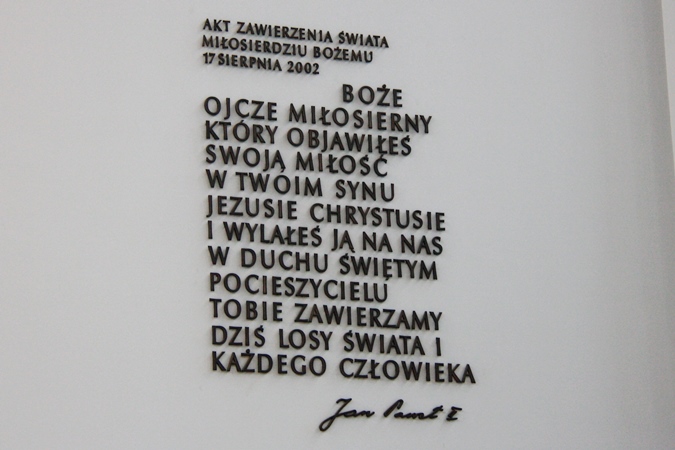 AKT ZAWIERZENIA ŚWIATA
MIŁOSIERDZIU BOŻEMU
17 SIERPNIA 2002
BOŻE
OJCZE MIŁOSIERNY
KTÓRY OBJAWIŁEŚ
SWOJĄ MIŁOŚĆ
W TWÓIM SYNU
JEZUSIE CHRYSTUSIE
I WYLAŁEŚ JĄ NA NAS
W DUCHU ŚWIĘTYM
POCIESZYCIELU
TOBIE ZAWIERZAMY
DZIŚ LOSY ŚWIATA I
KAŻDEGO CZŁOWIEKA
Jan Paweł II